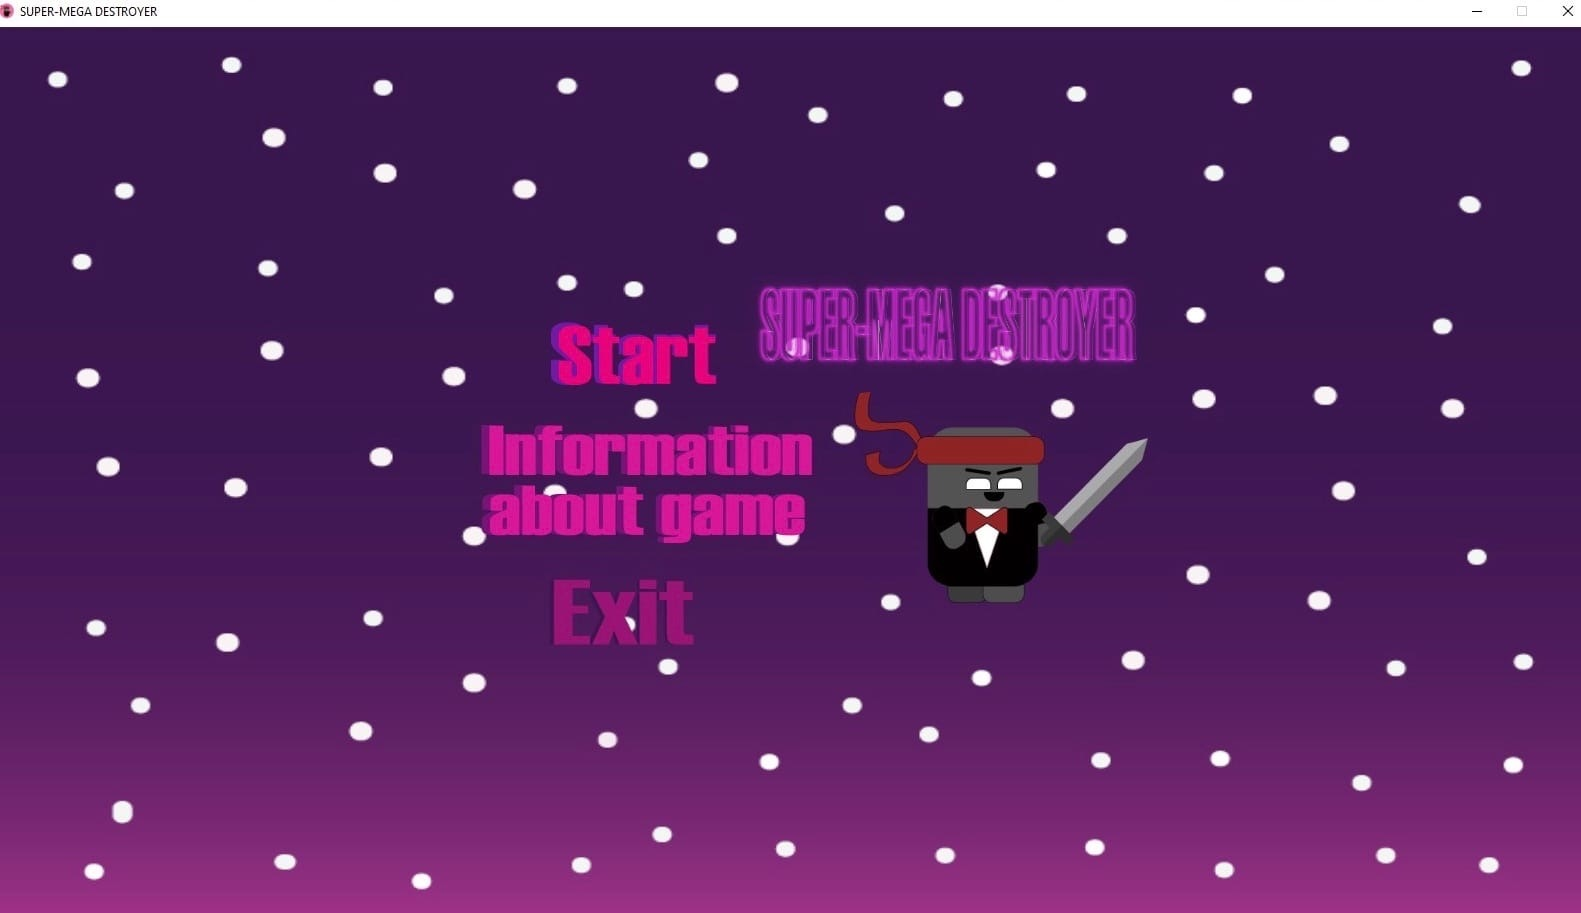 SUPER-MEGA DESTROYER
SUPER-MEGA DESTROYER
Start
Information
about game
Exit